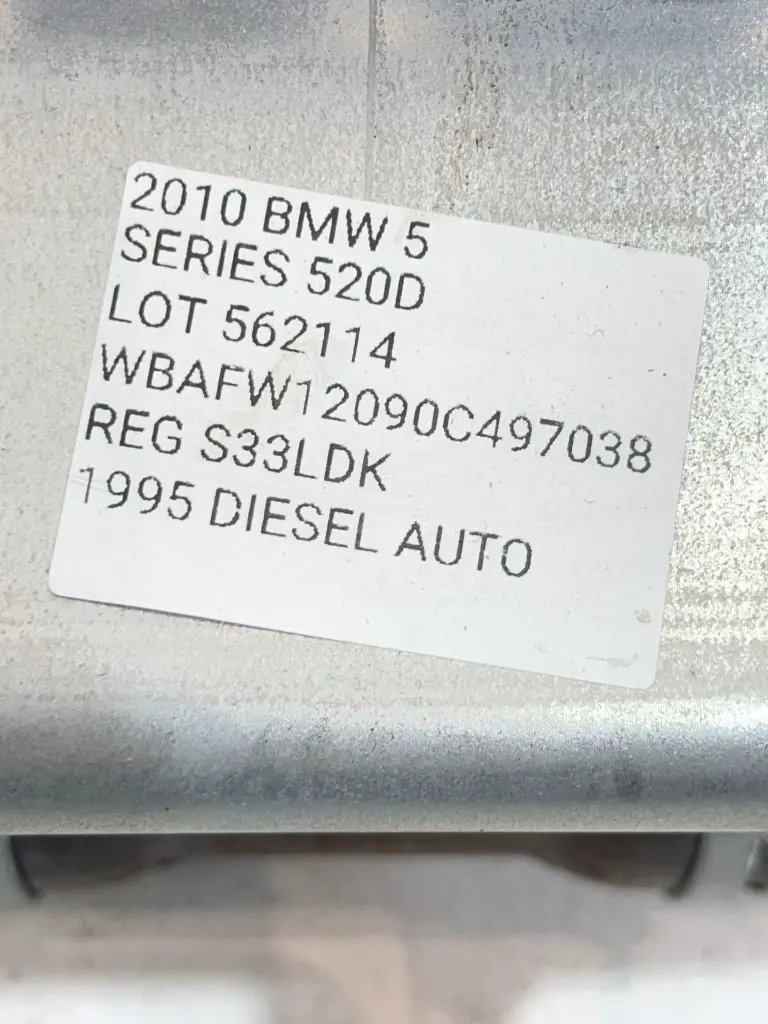 2010 BMW 5
SERIES 520D
LOT 562114
WBAFW12090C497038
REG S33LDK
1995 DIESEL AUTO